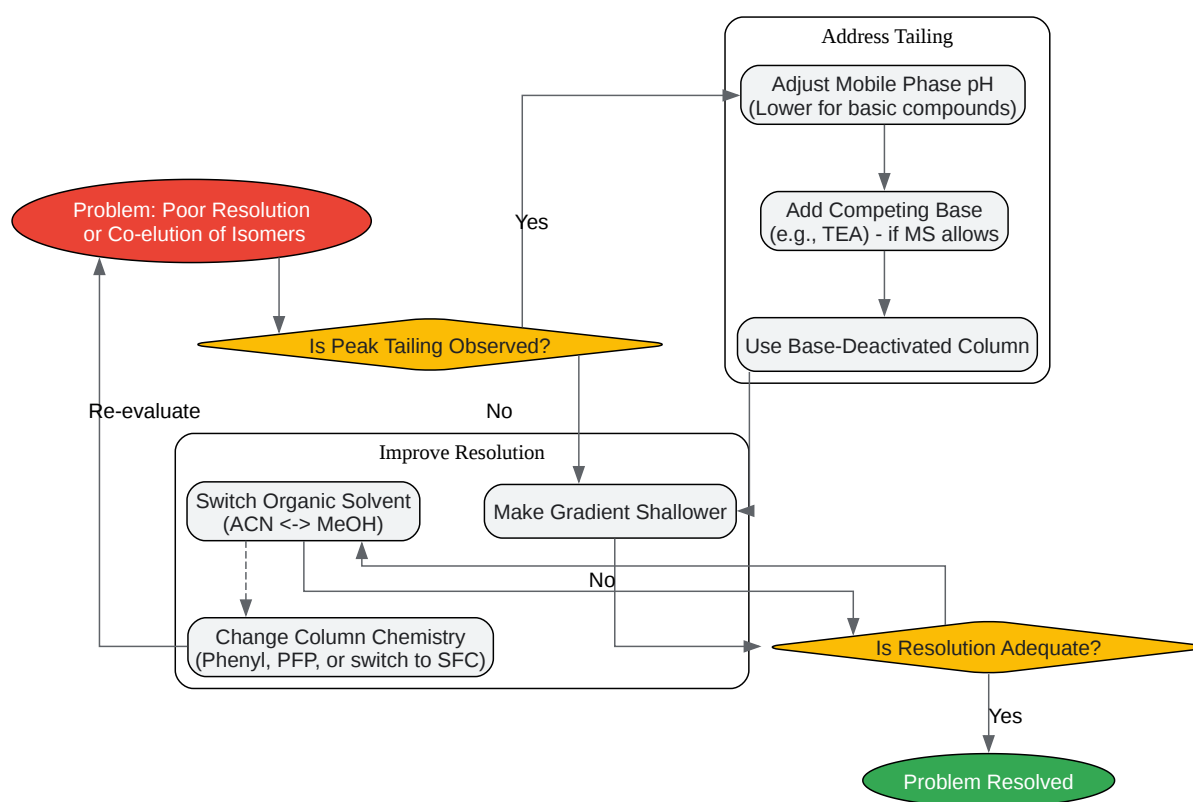 Address Tailing
Adjust Mobile Phase pH
(Lower for basic compounds)
Problem: Poor Resolution
or Co-elution of Isomers
Yes
Add Competing Base
(e.g., TEA) - if MS allows
Is Peak Tailing Observed?
Use Base-Deactivated Column
Re-evaluate
No
Improve Resolution
Switch Organic Solvent
(ACN <-> MeOH)
Make Gradient Shallower
No
Change Column Chemistry
(Phenyl, PFP, or switch to SFC)
Is Resolution Adequate?
Yes
Problem Resolved